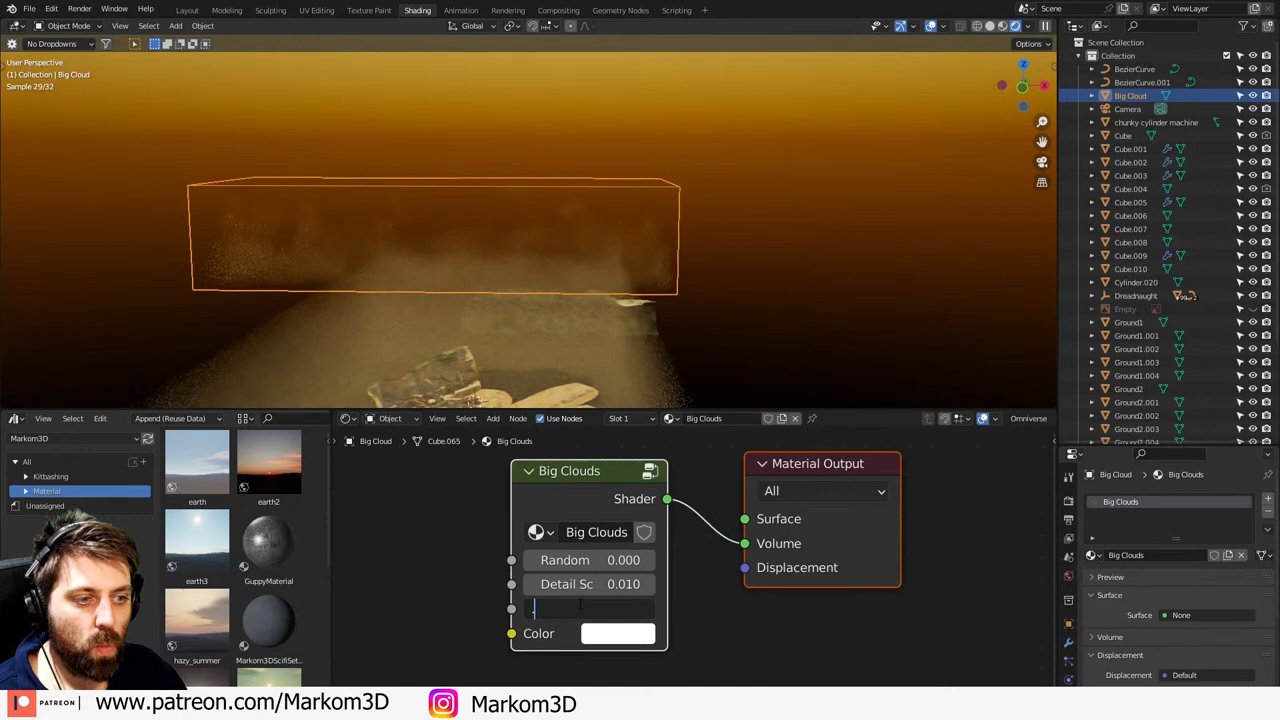 File Edit Render Window Help
Layout Modeling Sculpting UV Editing Texture Paint Shading Animation Rendering Compositing Geometry Nodes Scripting
Scene ViewLayer
Object Mode View Select Add Object
Global
No Dropdowns
Options
User Perspective
(1) Collection | Big Cloud
Sample 29/32
Z
X
Scene Collection
Collection
BezierCurve
BezierCurve.001
Big Cloud
Camera
chunky cylinder machine
Cube
Cube.001
Cube.002
Cube.003
Cube.004
Cube.005
Cube.006
Cube.007
Cube.008
Cube.009
Cube.010
Cylinder.020
Dreadnaught
Empty
Ground1
Ground1.001
Ground1.002
Ground1.003
Ground1.004
Ground2
Ground2.001
Ground2.002
Ground2.003
Ground2.004
View Select Edit
Append (Reuse Data)
Object View Select Add Node Use Nodes Slot 1 Big Clouds Omniverse
Markom3D
All
Kitbashing
Material
Unassigned
earth
earth2
earth3
GuppyMaterial
hazy_summer
Markom3DScifiSet...
Big Cloud Cube.065 Big Clouds
Big Clouds
Shader
Big Clouds
Random 0.000
Detail Sc 0.010
.
Color
Material Output
All
Surface
Volume
Displacement
Big Cloud Big Clouds
Big Clouds
Big Clouds
Preview
Surface
Surface None
Volume
Displacement
Displacement Default
www.patreon.com/Markom3D Markom3D